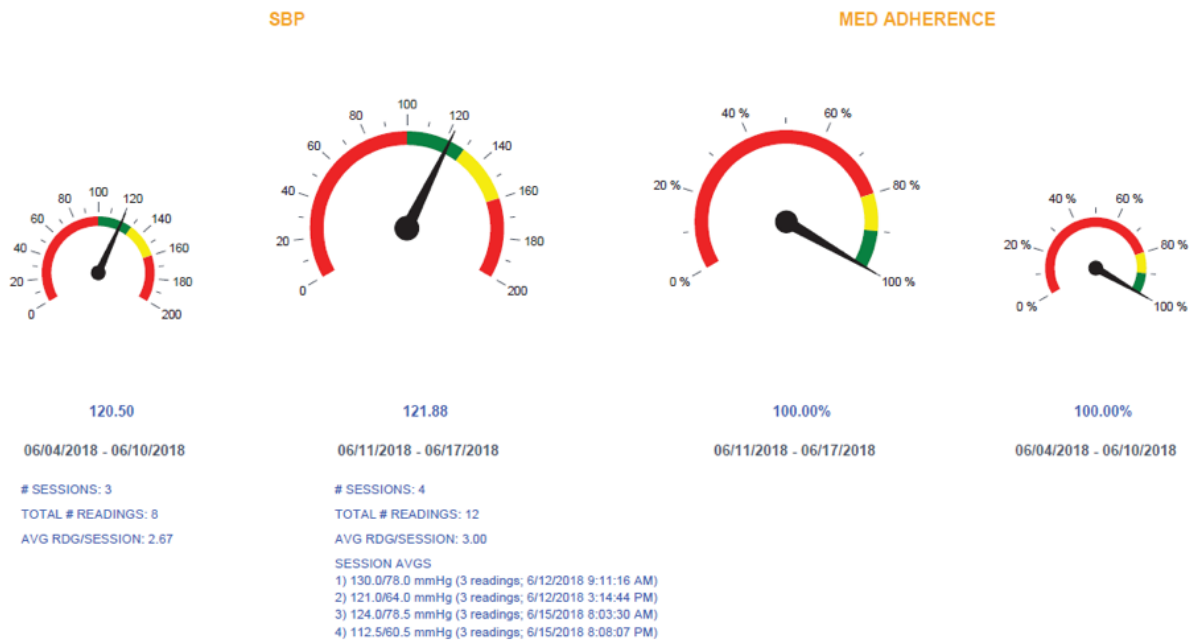 SBP
MED ADHERENCE
0
20
40
60
80
100
120
140
160
180
200
0
20
40
60
80
100
120
140
160
180
200
0 %
20 %
40 %
60 %
80 %
100 %
0 %
20 %
40 %
60 %
80 %
100 %
120.50
121.88
100.00%
100.00%
06/04/2018 - 06/10/2018
06/11/2018 - 06/17/2018
06/11/2018 - 06/17/2018
06/04/2018 - 06/10/2018
# SESSIONS: 3
TOTAL # READINGS: 8
AVG RDG/SESSION: 2.67
# SESSIONS: 4
TOTAL # READINGS: 12
AVG RDG/SESSION: 3.00
SESSION AVGS
1) 130.0/78.0 mmHg (3 readings; 6/12/2018 9:11:16 AM)
2) 121.0/64.0 mmHg (3 readings; 6/12/2018 3:14:44 PM)
3) 124.0/78.5 mmHg (3 readings; 6/15/2018 8:03:30 AM)
4) 112.5/60.5 mmHg (3 readings; 6/15/2018 8:08:07 PM)